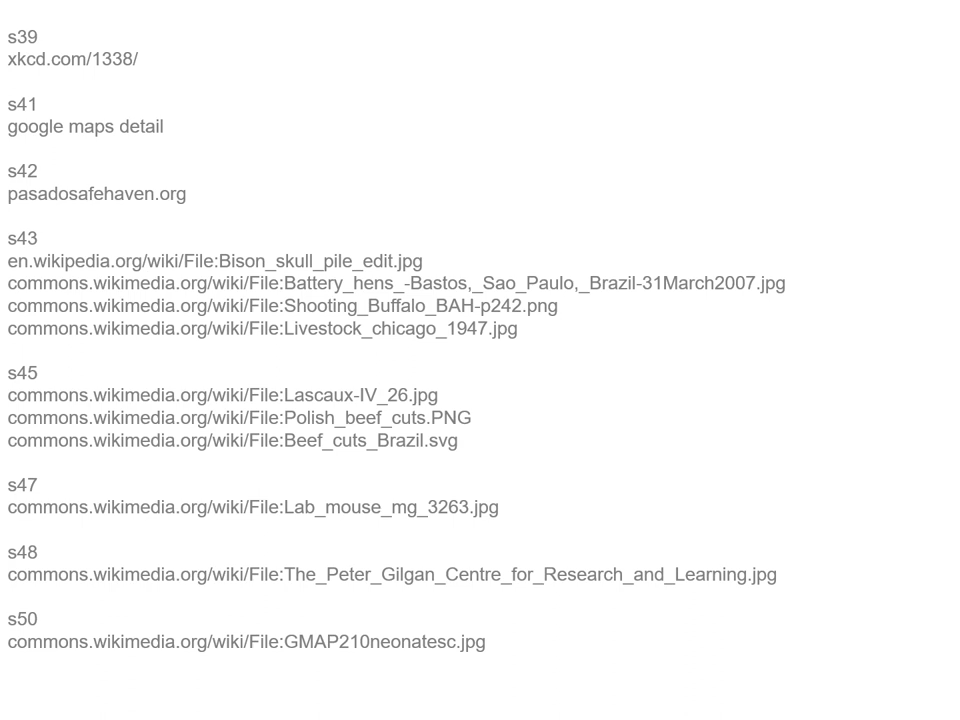 s39
xkcd.com/1338/
s41
google maps detail
s42
pasadosafehaven.org
s43
en.wikipedia.org/wiki/File:Bison_skull_pile_edit.jpg
commons.wikimedia.org/wiki/File:Battery_hens_-Bastos,_Sao_Paulo,_Brazil-31March2007.jpg
commons.wikimedia.org/wiki/File:Shooting_Buffalo_BAH-p242.png
commons.wikimedia.org/wiki/File:Livestock_chicago_1947.jpg
s45
commons.wikimedia.org/wiki/File:Lascaux-IV_26.jpg
commons.wikimedia.org/wiki/File:Polish_beef_cuts.PNG
commons.wikimedia.org/wiki/File:Beef_cuts_Brazil.svg
s47
commons.wikimedia.org/wiki/File:Lab_mouse_mg_3263.jpg
s48
commons.wikimedia.org/wiki/File:The_Peter_Gilgan_Centre_for_Research_and_Learning.jpg
s50
commons.wikimedia.org/wiki/File:GMAP210neonatesc.jpg